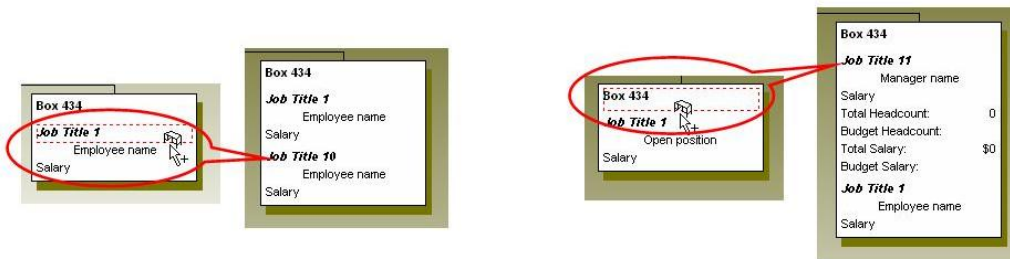 Box 434
Job Title 1
Employee name
Salary
Box 434
Job Title 1
Employee name
Salary
Job Title 10
Employee name
Salary
Box 434
Job Title 1
Open position
Salary
Box 434
Job Title 11
Manager name
Salary
Total Headcount: 0
Budget Headcount:
Total Salary: $0
Budget Salary:
Job Title 1
Employee name
Salary